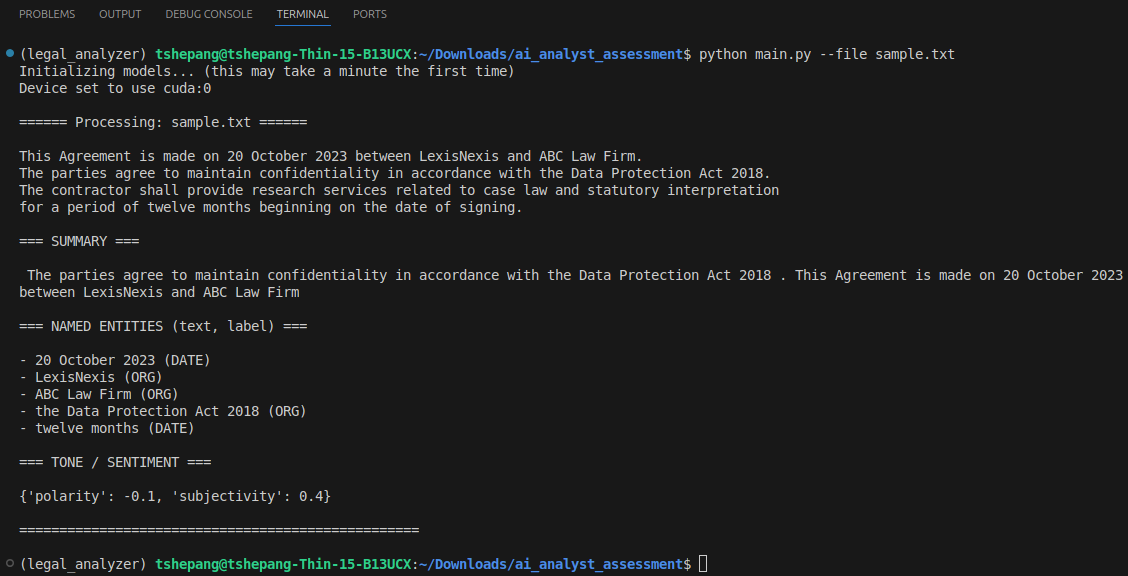 PROBLEMS OUTPUT DEBUG CONSOLE TERMINAL PORTS
(legal_analyzer) tshepang@tshepang-Thin-15-B13UCX:~/Downloads/ai_analyst_assessment$ python main.py --file sample.txt
Initializing models... (this may take a minute the first time)
Device set to use cuda:0
====== Processing: sample.txt ======
This Agreement is made on 20 October 2023 between LexisNexis and ABC Law Firm.
The parties agree to maintain confidentiality in accordance with the Data Protection Act 2018.
The contractor shall provide research services related to case law and statutory interpretation
for a period of twelve months beginning on the date of signing.
=== SUMMARY ===
The parties agree to maintain confidentiality in accordance with the Data Protection Act 2018 . This Agreement is made on 20 October 2023
between LexisNexis and ABC Law Firm
=== NAMED ENTITIES (text, label) ===
- 20 October 2023 (DATE)
- LexisNexis (ORG)
- ABC Law Firm (ORG)
- the Data Protection Act 2018 (ORG)
- twelve months (DATE)
=== TONE / SENTIMENT ===
{'polarity': -0.1, 'subjectivity': 0.4}
==================================================
(legal_analyzer) tshepang@tshepang-Thin-15-B13UCX:~/Downloads/ai_analyst_assessment$